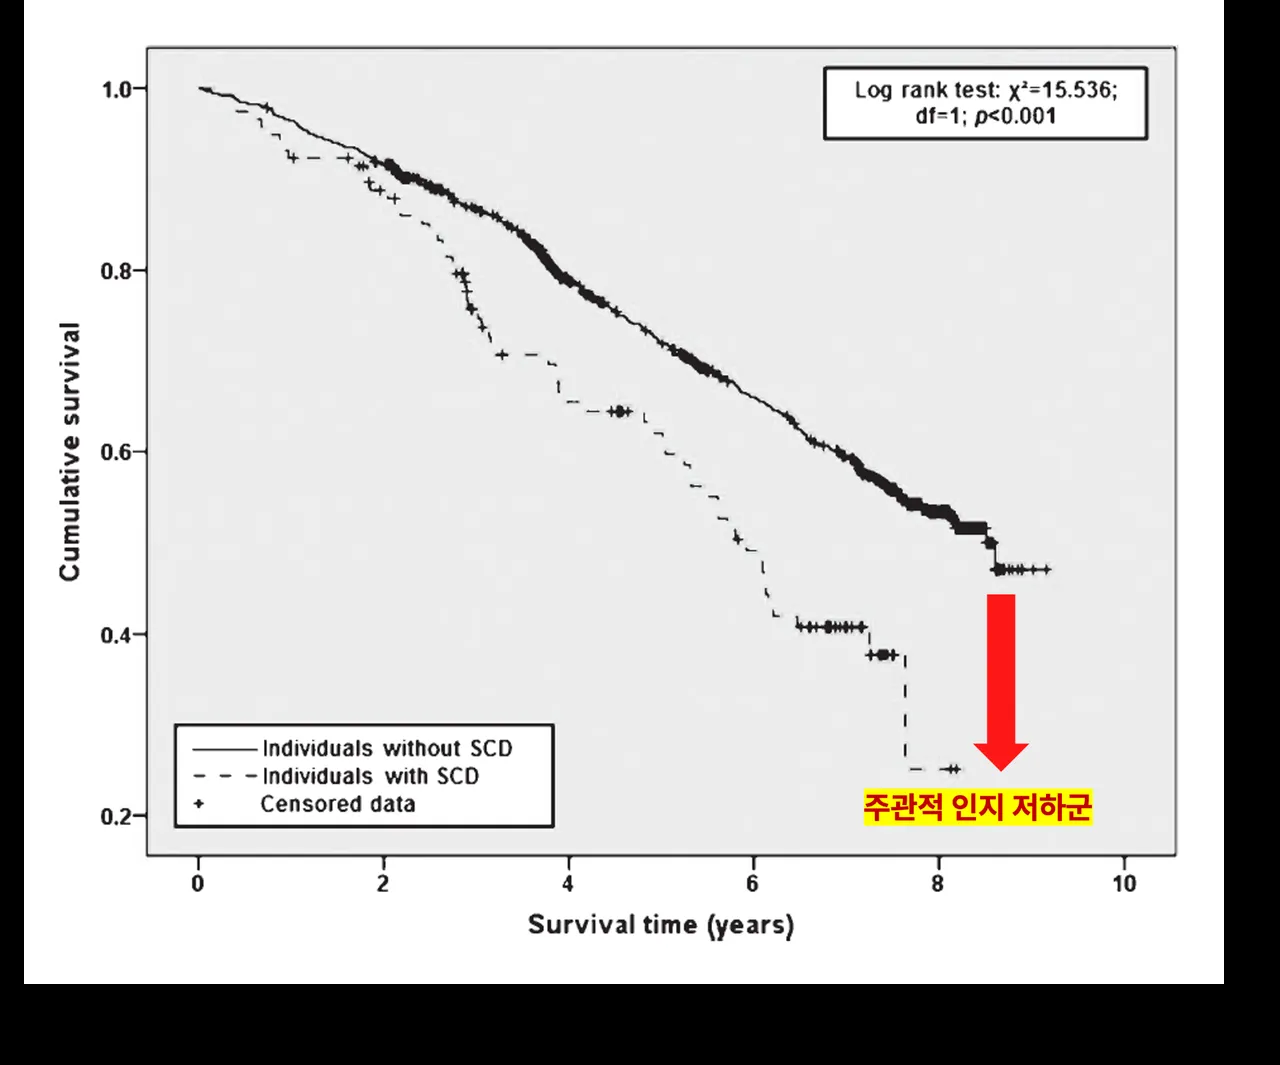 Log rank test: χ²=15.536;
df=1; p<0.001
1.0
0.8
0.6
0.4
0.2
Cumulative survival
Individuals without SCD
Individuals with SCD
Censored data
주관적 인지 저하군
0 2 4 6 8 10
Survival time (years)